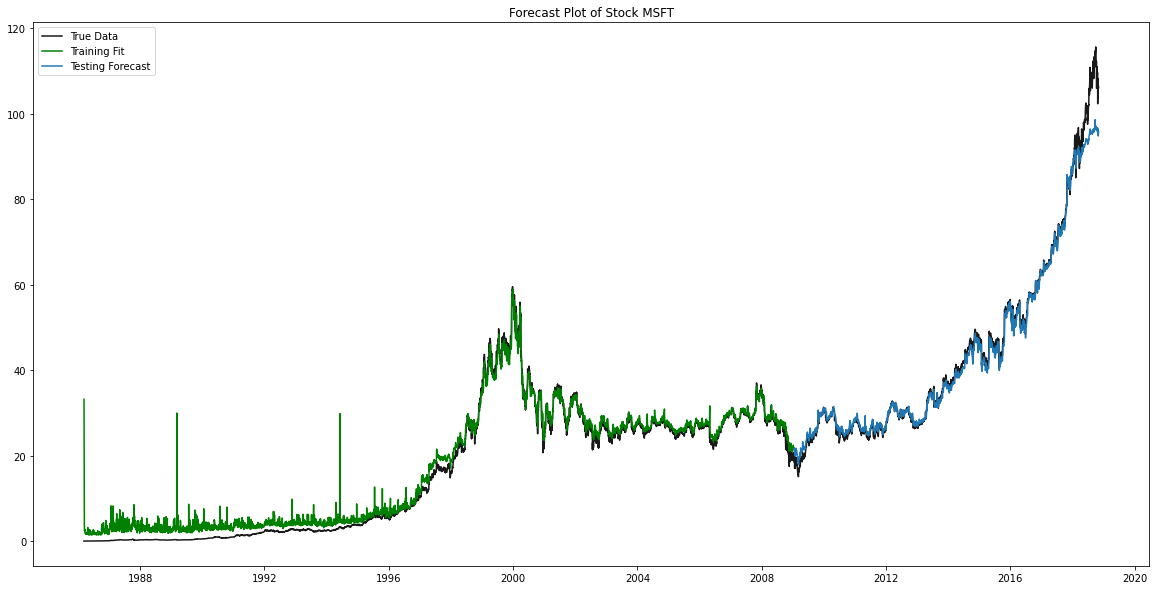 Forecast Plot of Stock MSFT
True Data
Training Fit
Testing Forecast
120
100
80
60
40
20
0
1988 1992 1996 2000 2004 2008 2012 2016 2020